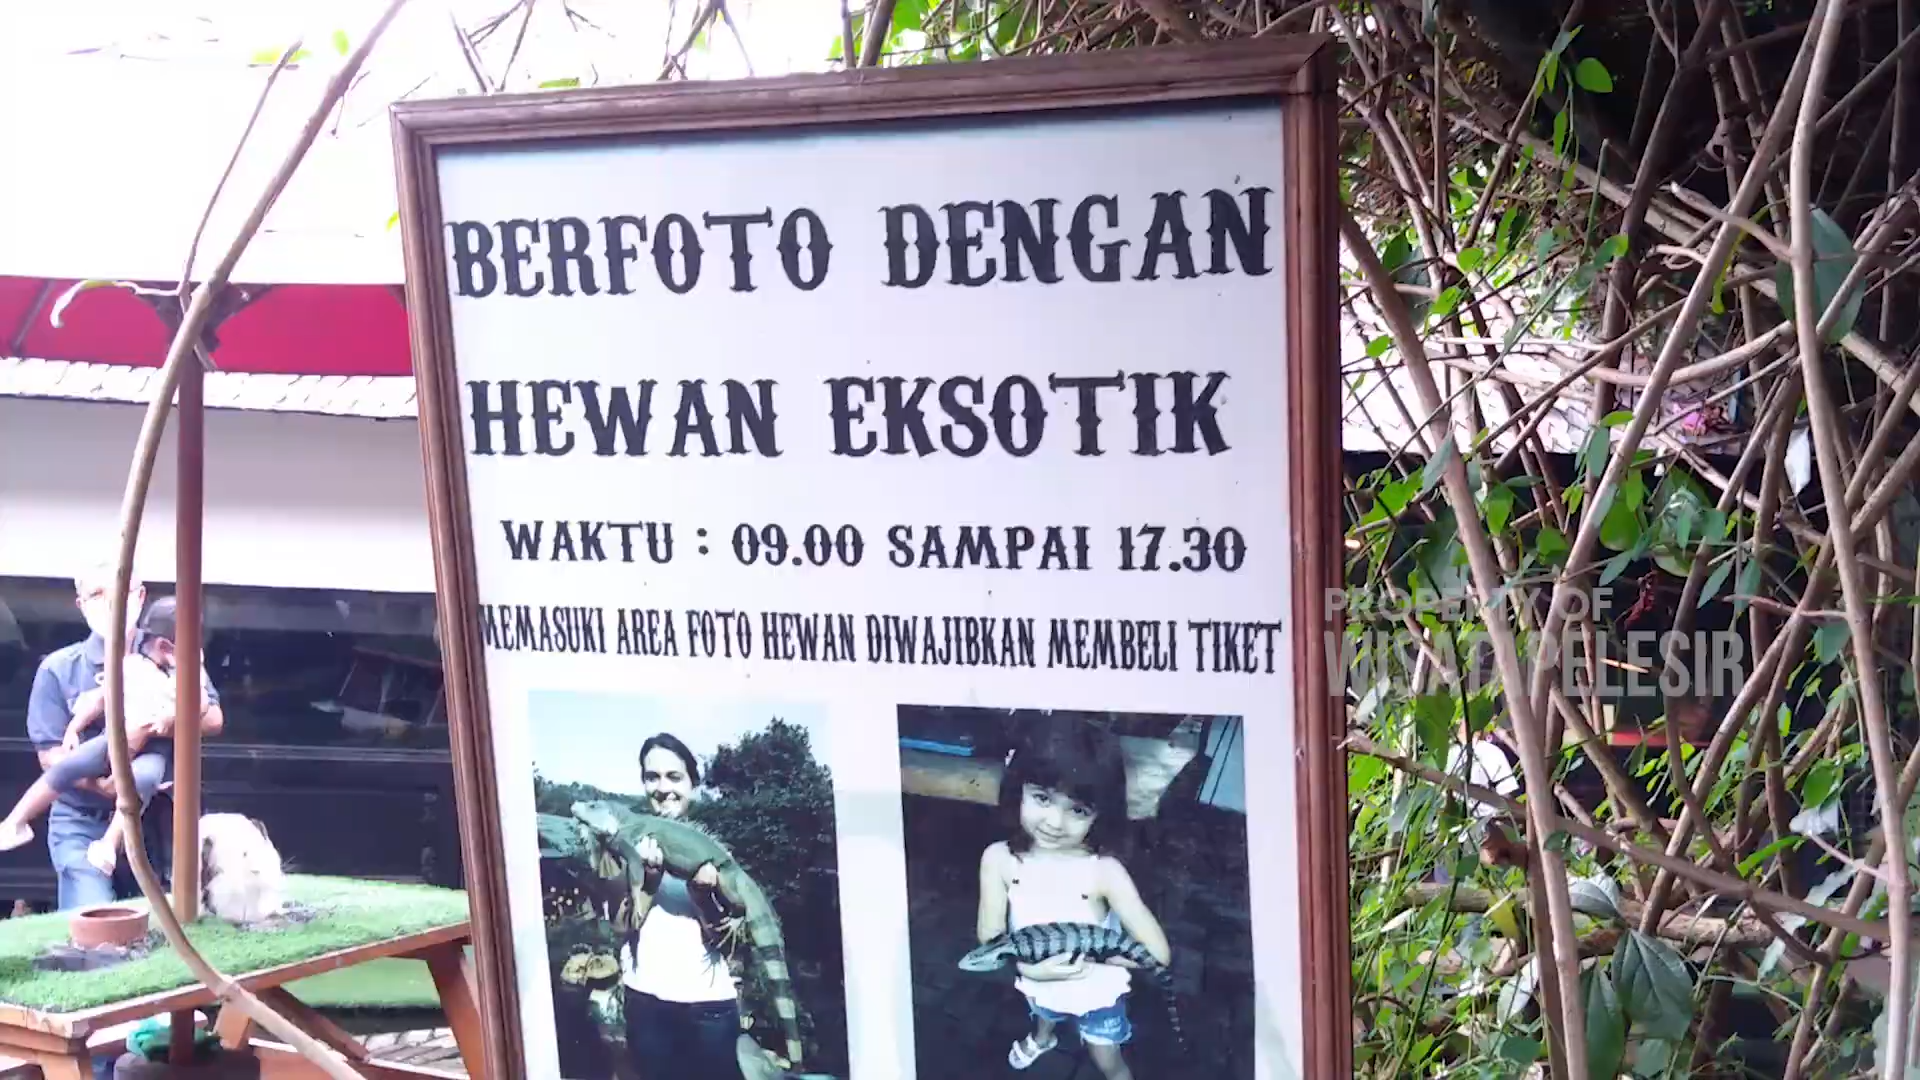 BERFOTO DENGAN
HEWAN EKSOTIK
WAKTU : 09.00 SAMPAI 17.30
MEMASUKI AREA FOTO HEWAN DIWAJIBKAN MEMBELI TIKET
PROPERTY OF
WISATAPELESIR